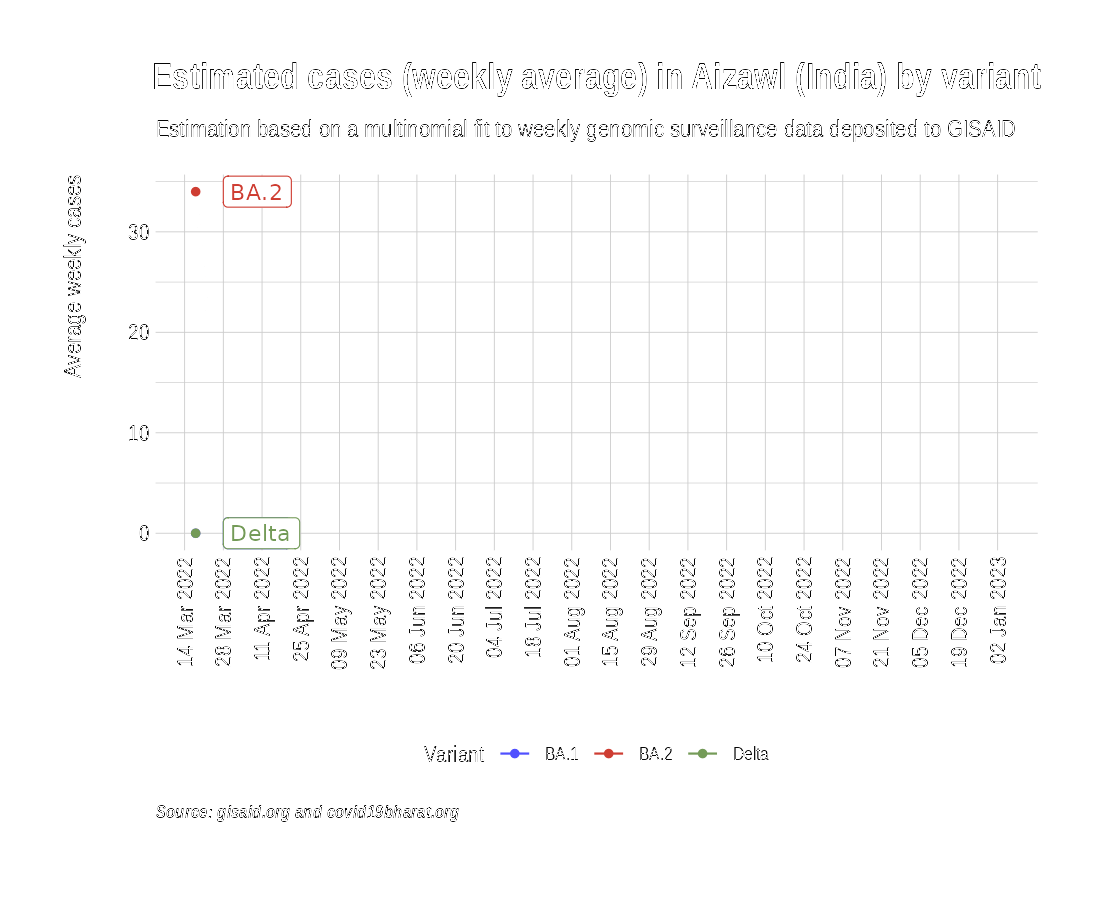 Estimated cases (weekly average) in Aizawl (India) by variant
Estimation based on a multinomial fit to weekly genomic surveillance data deposited to GISAID
Average weekly cases
30
20
10
0
BA.2
Delta
14 Mar 2022
28 Mar 2022
11 Apr 2022
25 Apr 2022
09 May 2022
23 May 2022
06 Jun 2022
20 Jun 2022
04 Jul 2022
18 Jul 2022
01 Aug 2022
15 Aug 2022
29 Aug 2022
12 Sep 2022
26 Sep 2022
10 Oct 2022
24 Oct 2022
07 Nov 2022
21 Nov 2022
05 Dec 2022
19 Dec 2022
02 Jan 2023
Variant BA.1 BA.2 Delta
Source: gisaid.org and covid19bharat.org